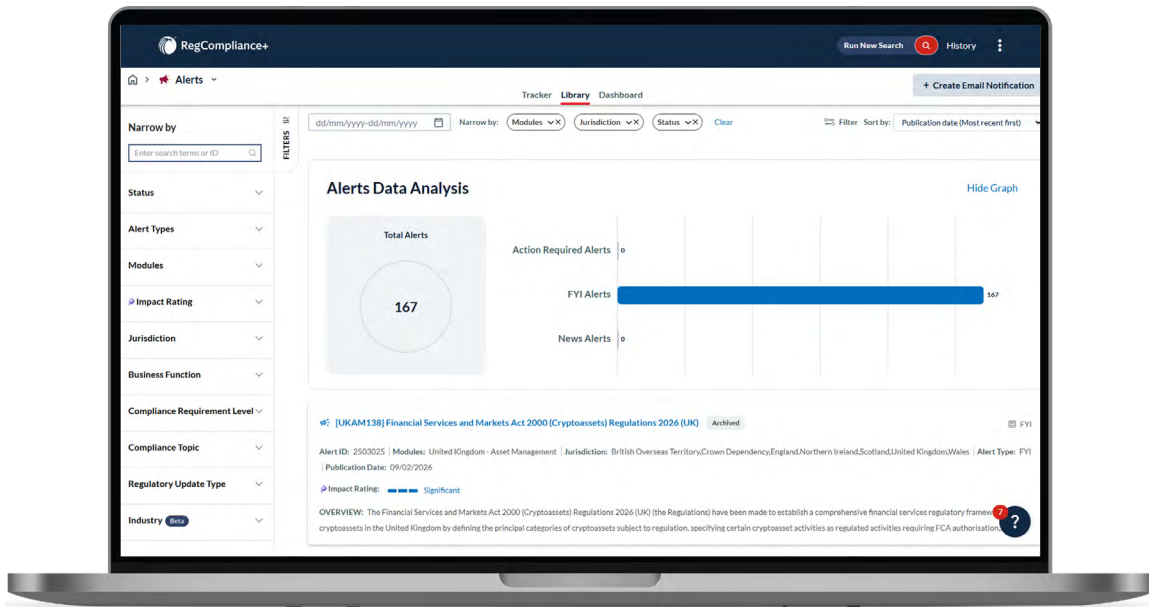 RegCompliance+
Run New Search
History
Alerts
+ Create Email Notification
Tracker Library Dashboard
Narrow by
Enter search terms or ID
Status
Alert Types
Modules
Impact Rating
Jurisdiction
Business Function
Compliance Requirement Level
Compliance Topic
Regulatory Update Type
Industry Beta
FILTERS
dd/mm/yyyy-dd/mm/yyyy
Narrow by: Modules Jurisdiction Status Clear
Filter Sort by: Publication date (Most recent first)
Alerts Data Analysis
Hide Graph
Total Alerts
167
Action Required Alerts 0
FYI Alerts 167
News Alerts 0
[UKAM138] Financial Services and Markets Act 2000 (Cryptoassets) Regulations 2026 (UK) Archived
FYI
Alert ID: 2503025 | Modules: United Kingdom - Asset Management | Jurisdiction: British Overseas Territory,Crown Dependency,England,Northern Ireland,Scotland,United Kingdom,Wales | Alert Type: FYI
| Publication Date: 09/02/2026
Impact Rating: Significant
OVERVIEW: The Financial Services and Markets Act 2000 (Cryptoassets) Regulations 2026 (UK) (the Regulations) have been made to establish a comprehensive financial services regulatory
cryptoassets in the United Kingdom by defining the principal categories of cryptoassets subject to regulation, specifying certain cryptoasset activities as regulated activities requiring FCA authorisation.
7
?